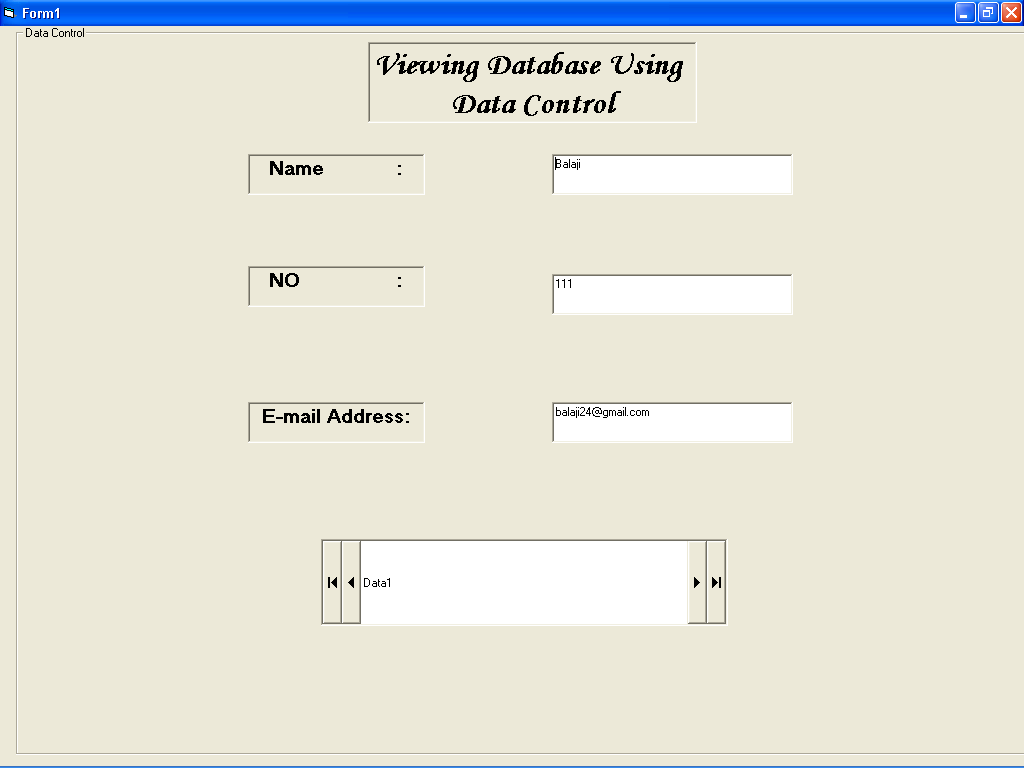 Form1
Data Control
Viewing Database Using
Data Control
Name :
Balaji
NO :
111
E-mail Address:
balaji24@gmail.com
Data1